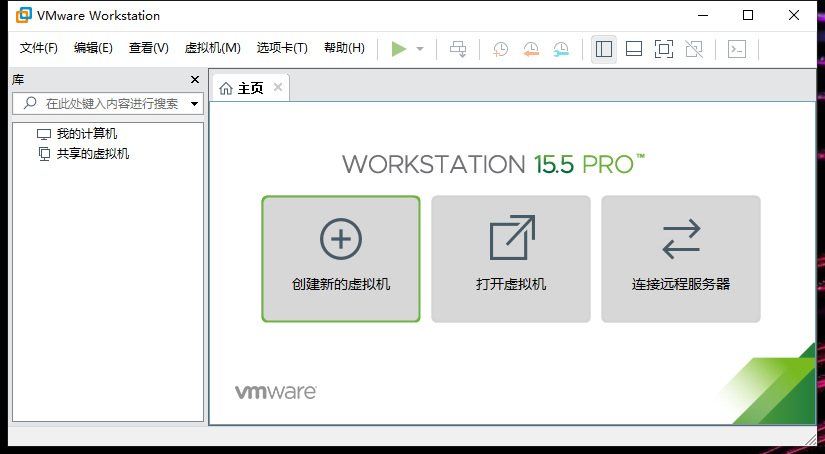 VMware Workstation
文件(F) 编辑(E) 查看(V) 虚拟机(M) 选项卡(T) 帮助(H)
库
在此处键入内容进行搜索
我的计算机
共享的虚拟机
主页
WORKSTATION 15.5 PRO™
创建新的虚拟机 打开虚拟机 连接远程服务器
vmware